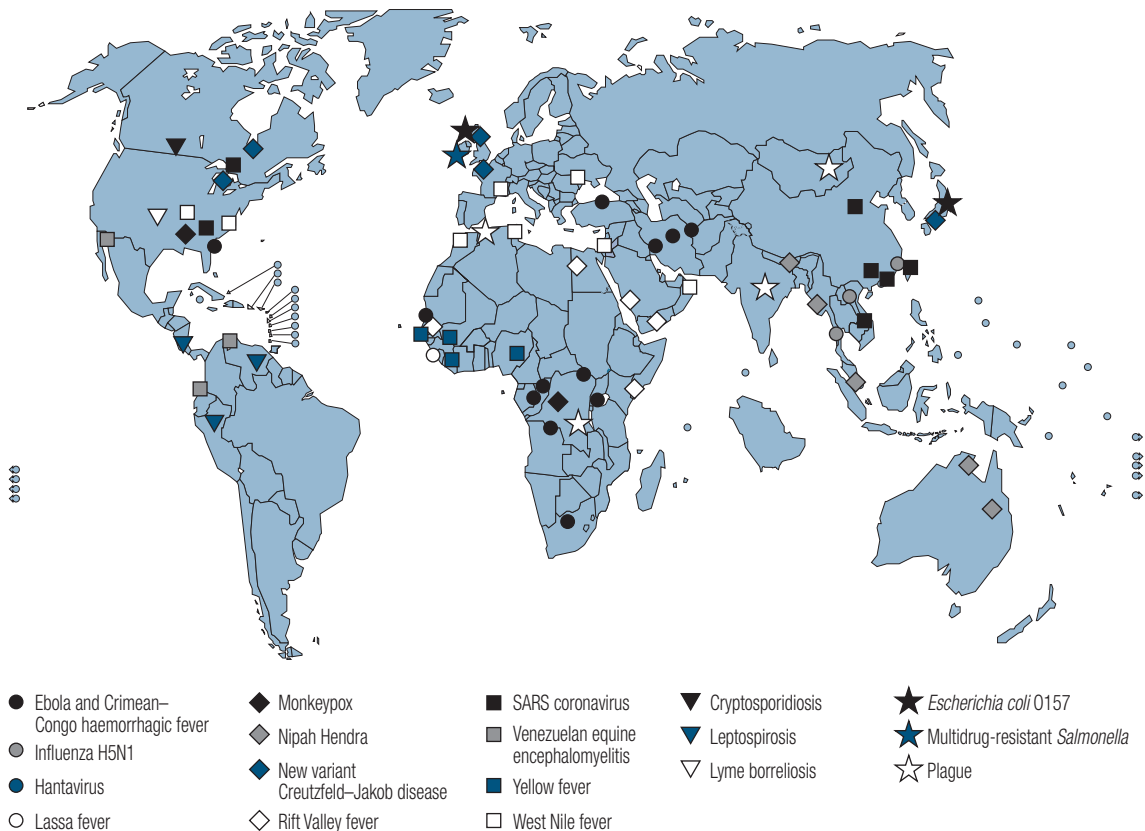 Ebola and Crimean–
Congo haemorrhagic fever
Influenza H5N1
Hantavirus
Lassa fever
Monkeypox
Nipah Hendra
New variant
Creutzfeld–Jakob disease
Rift Valley fever
SARS coronavirus
Venezuelan equine
encephalomyelitis
Yellow fever
West Nile fever
Cryptosporidiosis
Leptospirosis
Lyme borreliosis
Escherichia coli 0157
Multidrug-resistant Salmonella
Plague